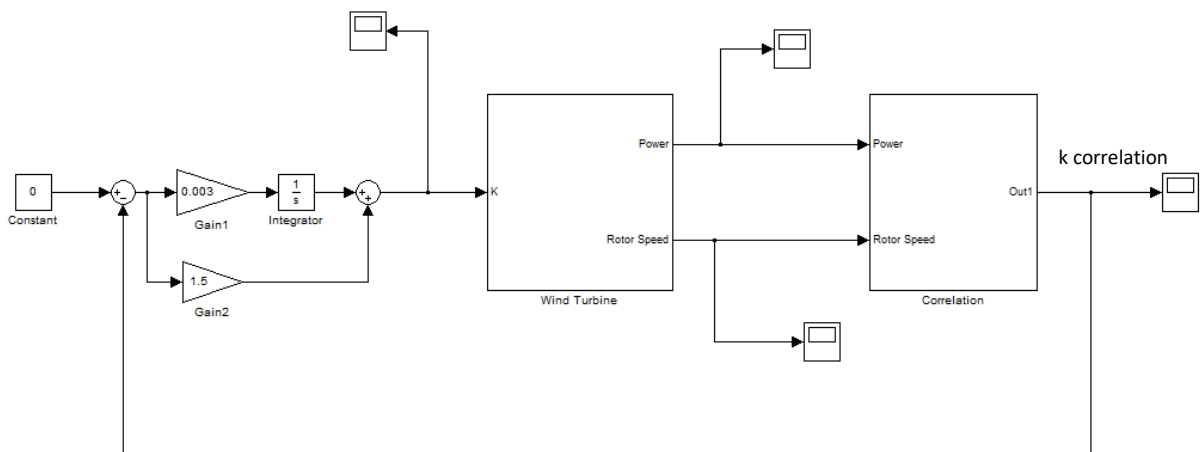 Power
Power
k correlation
0
Constant
+
−
0.003
Gain1
1
s
Integrator
+
+
K
Out1
Rotor Speed
Rotor Speed
1.5
Gain2
Wind Turbine
Correlation